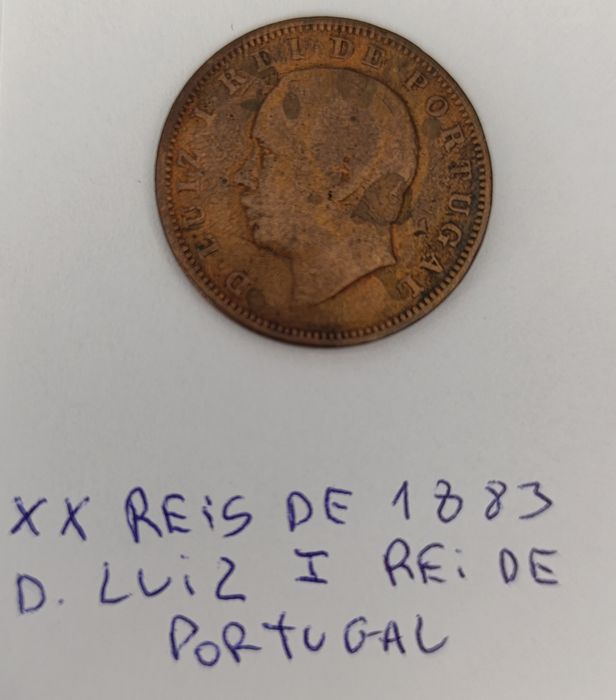 D. LUIZ I REI DE PORTUGAL
XX REIS DE 1883
D. LUIZ I REI DE
PORTUGAL